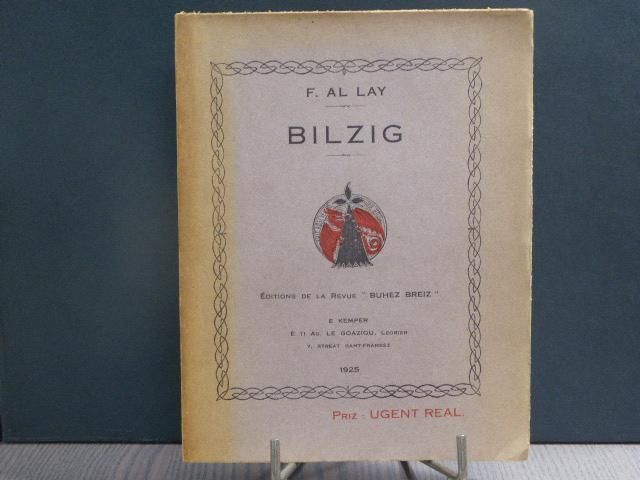 F. AL LAY
BILZIG
ÉDITIONS DE LA REVUE "BUHEZ BREIZ"
E KEMPER
E TI AD. LE GOAZIOU, LEORIER
7, STREAT SANT-FRANSEZ
1925
PRIZ : UGENT REAL.